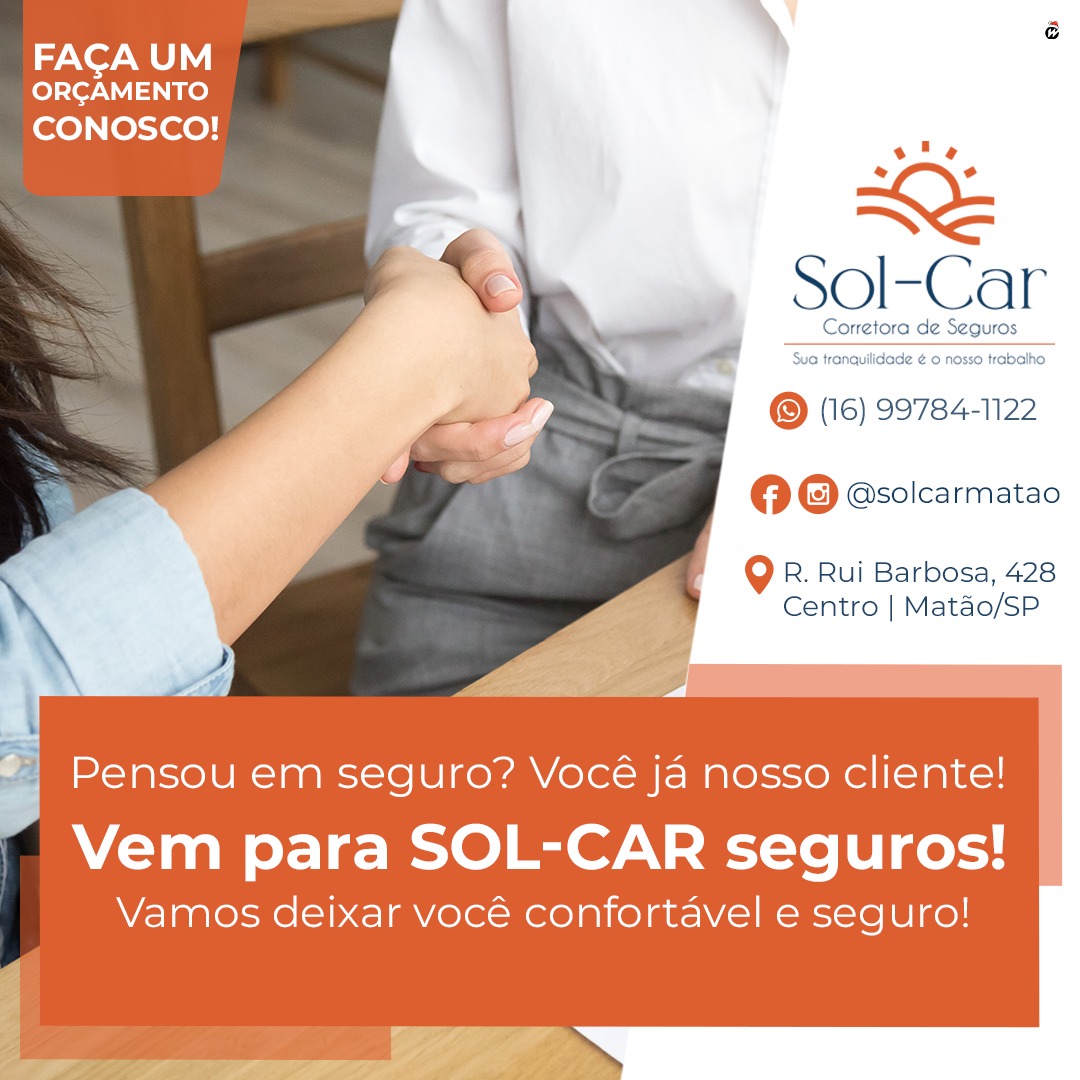 FAÇA UM
ORÇAMENTO
CONOSCO!
Sol-Car
Corretora de Seguros
Sua tranquilidade é o nosso trabalho
(16) 99784-1122
@solcarmatao
R. Rui Barbosa, 428
Centro | Matão/SP
Pensou em seguro? Você já nosso cliente!
Vem para SOL-CAR seguros!
Vamos deixar você confortável e seguro!